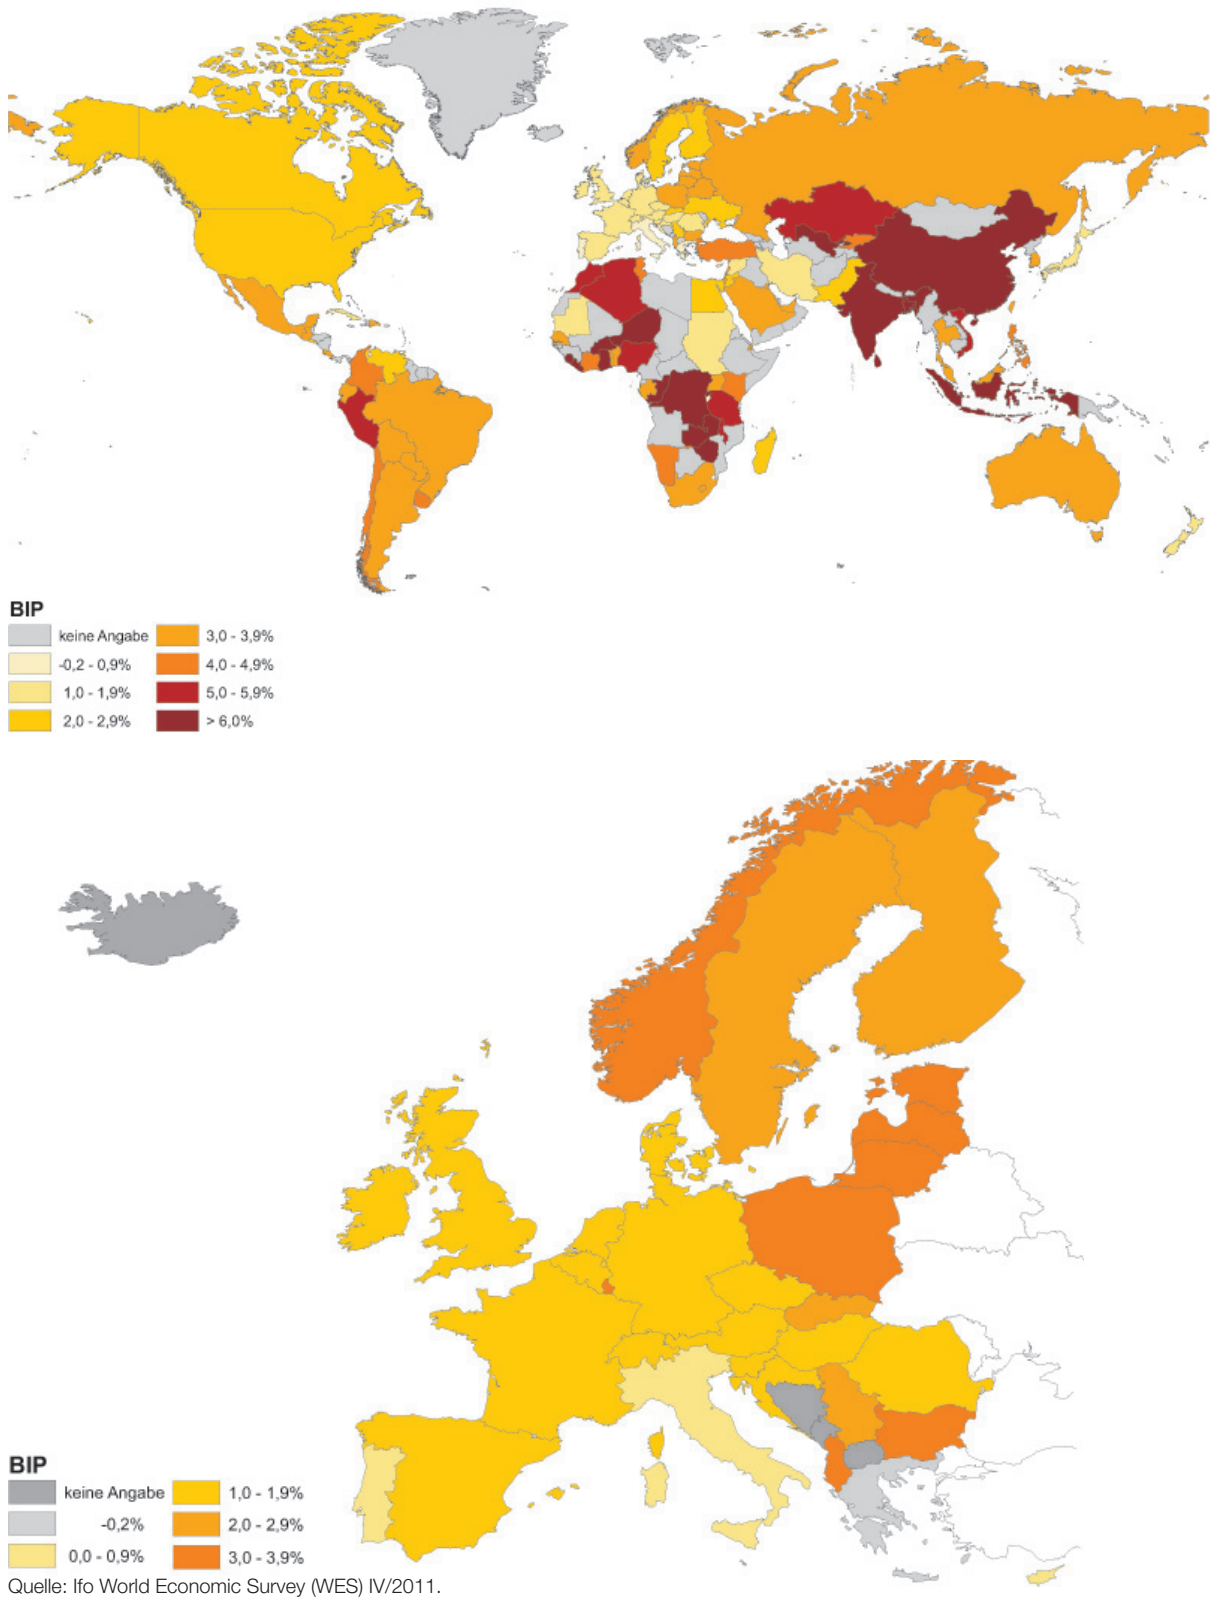 BIP
keine Angabe
-0,2 - 0,9%
1,0 - 1,9%
2,0 - 2,9%
3,0 - 3,9%
4,0 - 4,9%
5,0 - 5,9%
> 6,0%
BIP
keine Angabe
-0,2%
0,0 - 0,9%
1,0 - 1,9%
2,0 - 2,9%
3,0 - 3,9%
Quelle: Ifo World Economic Survey (WES) IV/2011.